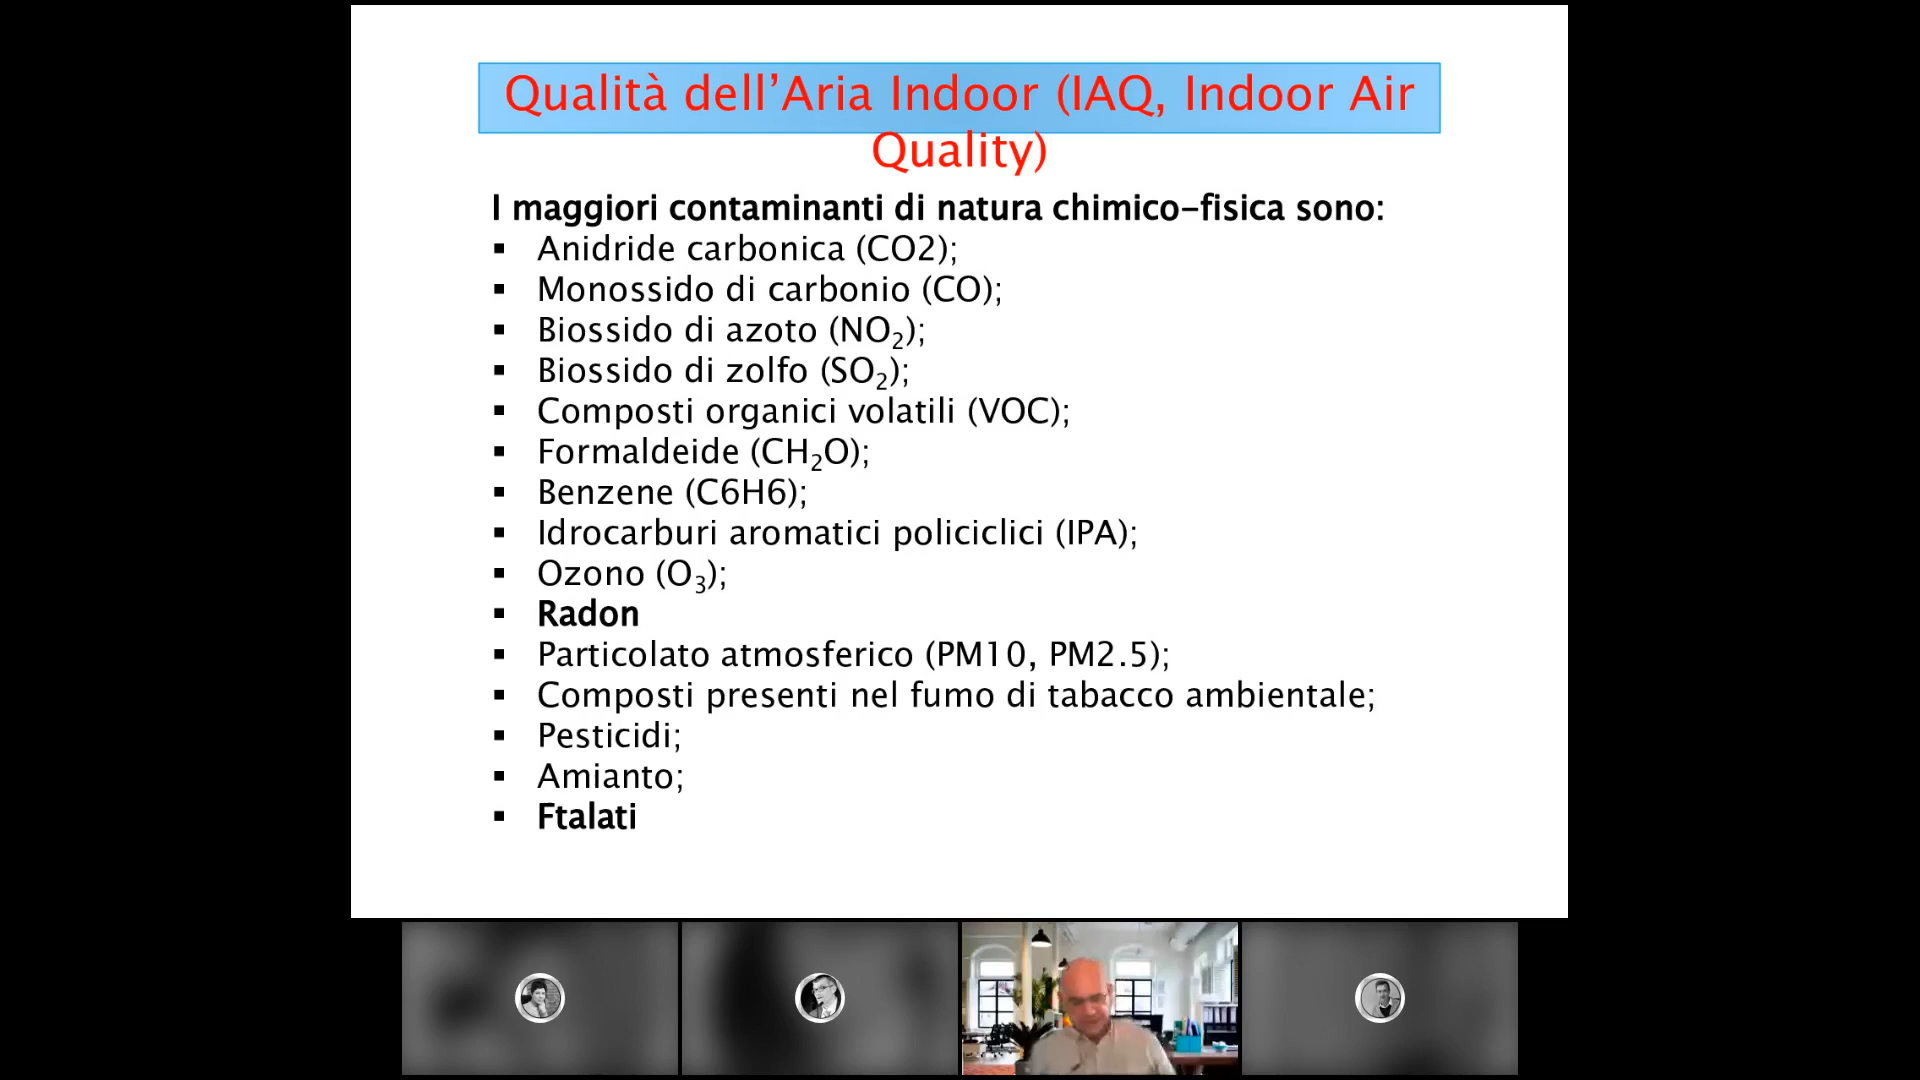 Qualità dell’Aria Indoor (IAQ, Indoor Air
Quality)
I maggiori contaminanti di natura chimico-fisica sono:
▪ Anidride carbonica (CO2);
▪ Monossido di carbonio (CO);
▪ Biossido di azoto (NO₂);
▪ Biossido di zolfo (SO₂);
▪ Composti organici volatili (VOC);
▪ Formaldeide (CH₂O);
▪ Benzene (C6H6);
▪ Idrocarburi aromatici policiclici (IPA);
▪ Ozono (O₃);
▪ Radon
▪ Particolato atmosferico (PM10, PM2.5);
▪ Composti presenti nel fumo di tabacco ambientale;
▪ Pesticidi;
▪ Amianto;
▪ Ftalati